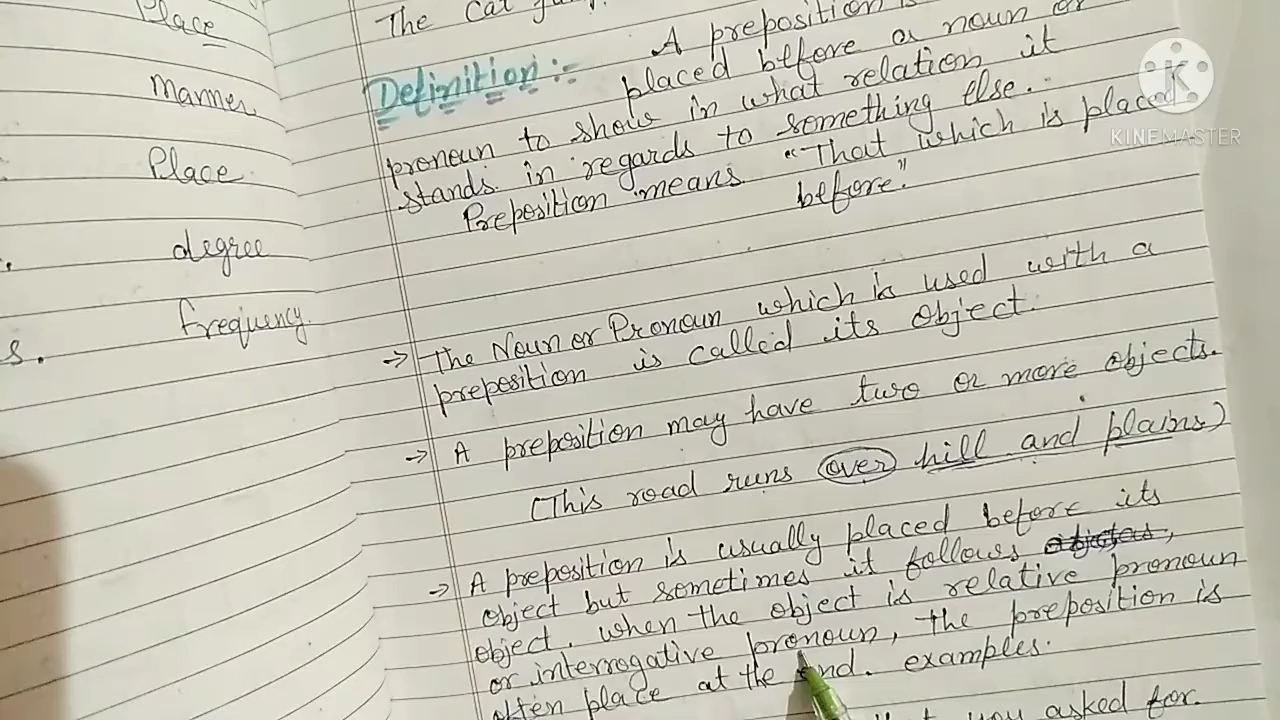 Place
Manner
Place
degree
frequency.
s.
The cat
Definition :- A preposition is
placed before a noun or
pronoun to show in what relation it
stands in regards to something else.
Preposition means "That which is placed
before."
→ The Noun or Pronoun which is used with a
preposition is called its object.
→ A preposition may have two or more objects.
(This road runs over hill and plains)
→ A preposition is usually placed before its
object but sometimes it follows objects,
object. when the object is relative pronoun
or interrogative pronoun, the preposition is
often place at the end. examples.
you asked for.
K
KINEMASTER